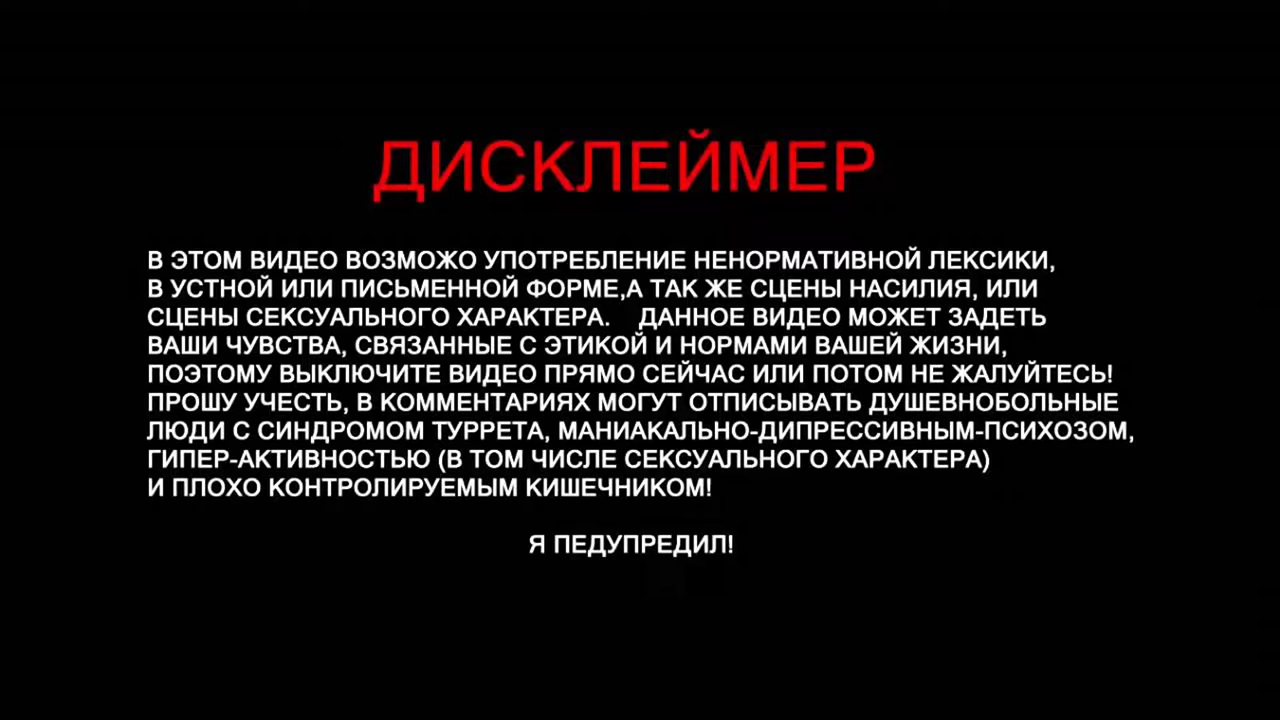 ДИСКЛЕЙМЕР
В ЭТОМ ВИДЕО ВОЗМОЖО УПОТРЕБЛЕНИЕ НЕНОРМАТИВНОЙ ЛЕКСИКИ,
В УСТНОЙ ИЛИ ПИСЬМЕННОЙ ФОРМЕ,А ТАК ЖЕ СЦЕНЫ НАСИЛИЯ, ИЛИ
СЦЕНЫ СЕКСУАЛЬНОГО ХАРАКТЕРА. ДАННОЕ ВИДЕО МОЖЕТ ЗАДЕТЬ
ВАШИ ЧУВСТВА, СВЯЗАННЫЕ С ЭТИКОЙ И НОРМАМИ ВАШЕЙ ЖИЗНИ,
ПОЭТОМУ ВЫКЛЮЧИТЕ ВИДЕО ПРЯМО СЕЙЧАС ИЛИ ПОТОМ НЕ ЖАЛУЙТЕСЬ!
ПРОШУ УЧЕСТЬ, В КОММЕНТАРИЯХ МОГУТ ОТПИСЫВАТЬ ДУШЕВНОБОЛЬНЫЕ
ЛЮДИ С СИНДРОМОМ ТУРРЕТА, МАНИАКАЛЬНО-ДИПРЕССИВНЫМ-ПСИХОЗОМ,
ГИПЕР-АКТИВНОСТЬЮ (В ТОМ ЧИСЛЕ СЕКСУАЛЬНОГО ХАРАКТЕРА)
И ПЛОХО КОНТРОЛИРУЕМЫМ КИШЕЧНИКОМ!
Я ПЕДУПРЕДИЛ!